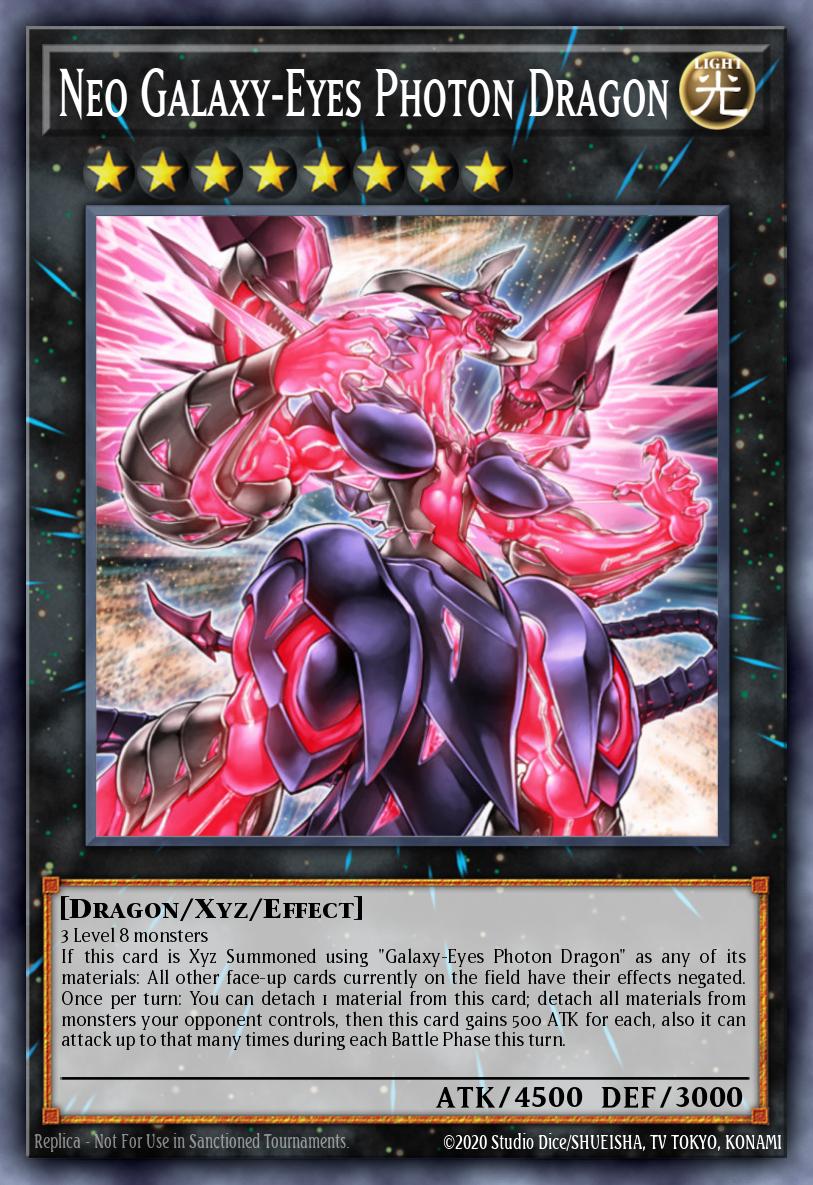 Neo Galaxy-Eyes Photon Dragon
LIGHT
光
[Dragon/Xyz/Effect]
3 Level 8 monsters
If this card is Xyz Summoned using "Galaxy-Eyes Photon Dragon" as any of its
materials: All other face-up cards currently on the field have their effects negated.
Once per turn: You can detach 1 material from this card; detach all materials from
monsters your opponent controls, then this card gains 500 ATK for each, also it can
attack up to that many times during each Battle Phase this turn.
ATK/4500 DEF/3000
Replica - Not For Use in Sanctioned Tournaments.
©2020 Studio Dice/SHUEISHA, TV TOKYO, KONAMI